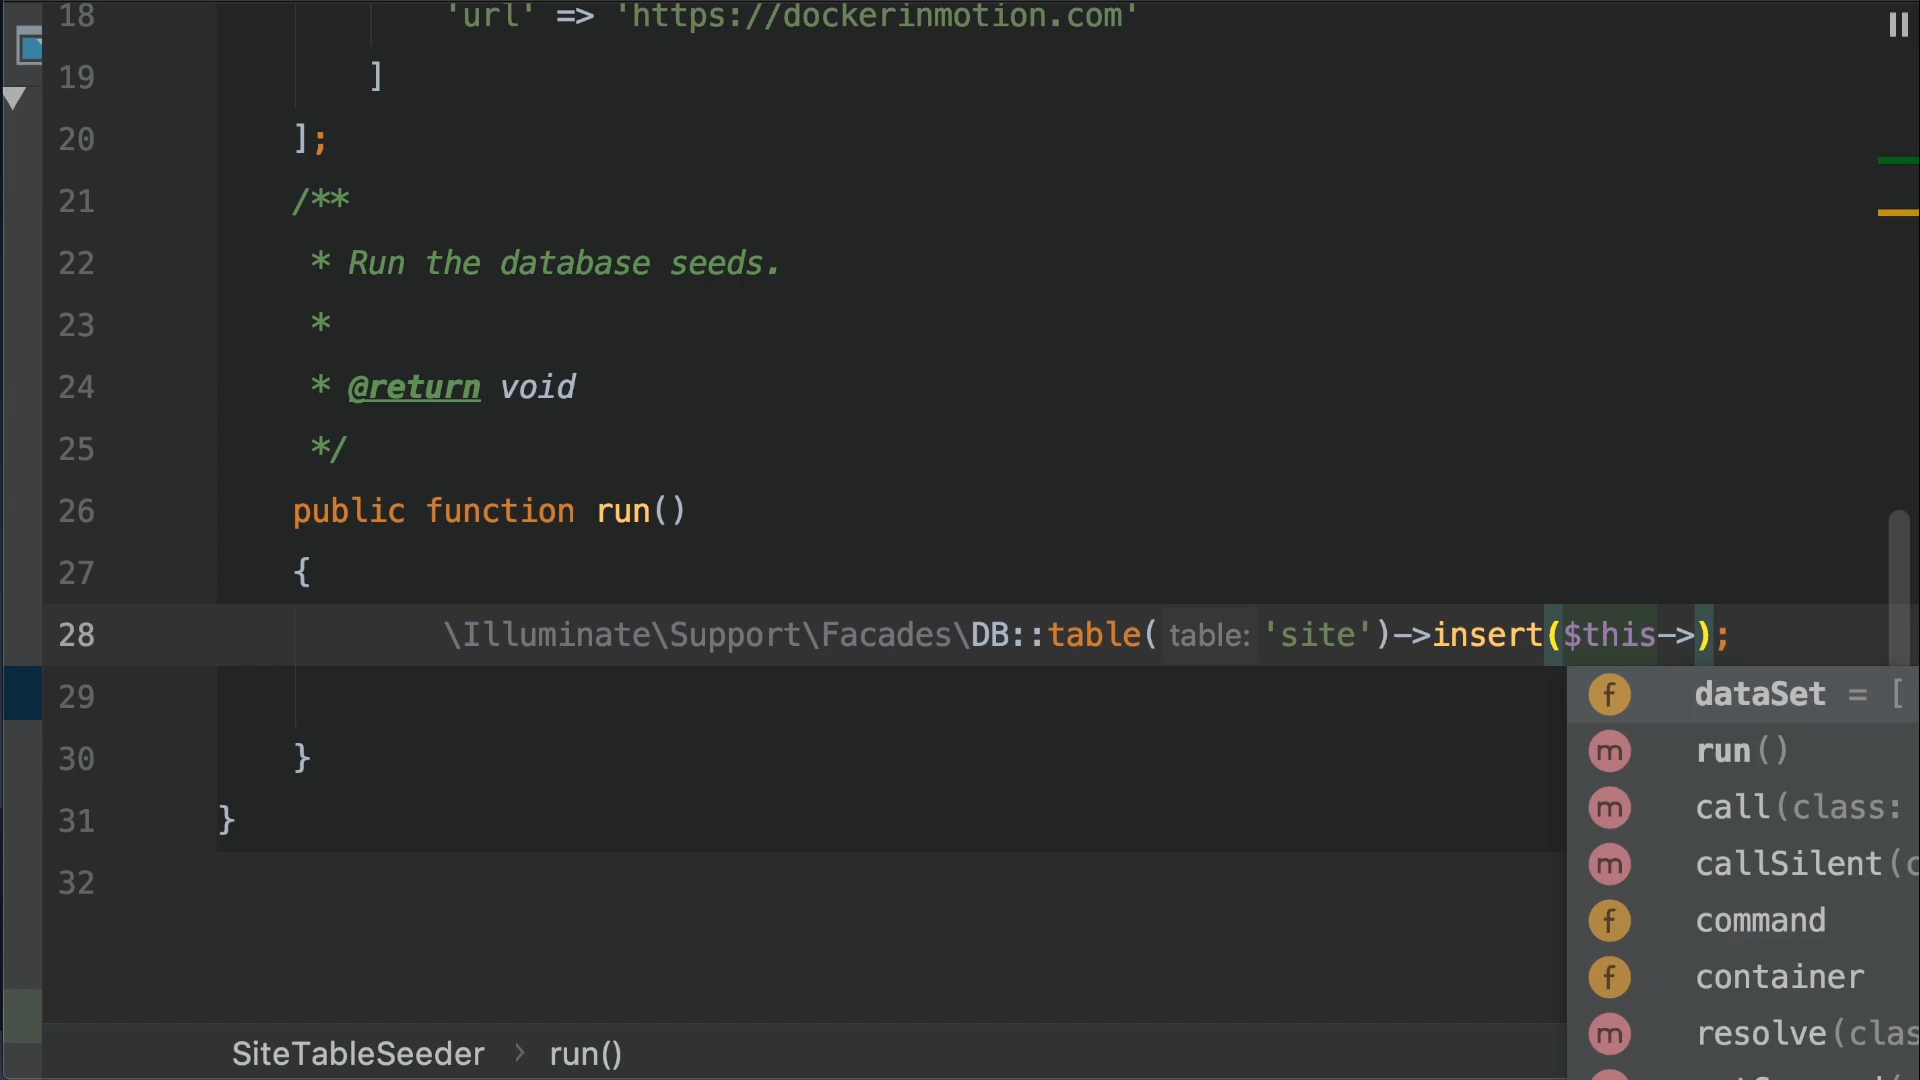 18 'url' => 'https://dockerinmotion.com'
19 ]
20 ];
21 /**
22 * Run the database seeds.
23 *
24 * @return void
25 */
26 public function run()
27 {
28 \Illuminate\Support\Facades\DB::table( table: 'site')->insert($this->);
29
30 }
31 }
32
f dataSet = [
m run()
m call(class:
m callSilent(c
f command
f container
m resolve(clas
SiteTableSeeder > run()